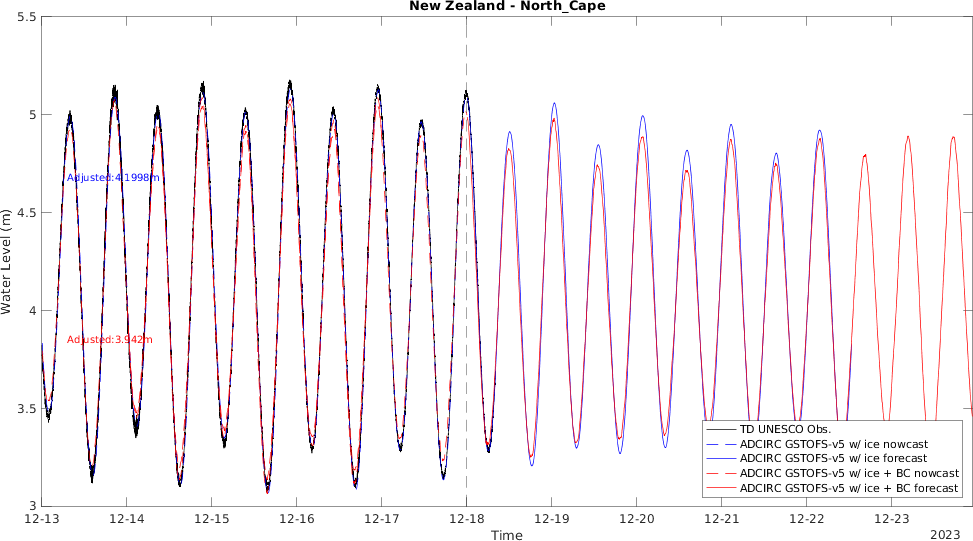 New Zealand - North_Cape
5.5
5
4.5
4
3.5
3
Water Level (m)
Adjusted:4.1998m
Adjusted:3.942m
TD UNESCO Obs.
ADCIRC GSTOFS-v5 w/ ice nowcast
ADCIRC GSTOFS-v5 w/ ice forecast
ADCIRC GSTOFS-v5 w/ ice + BC nowcast
ADCIRC GSTOFS-v5 w/ ice + BC forecast
12-13 12-14 12-15 12-16 12-17 12-18 12-19 12-20 12-21 12-22 12-23
Time
2023